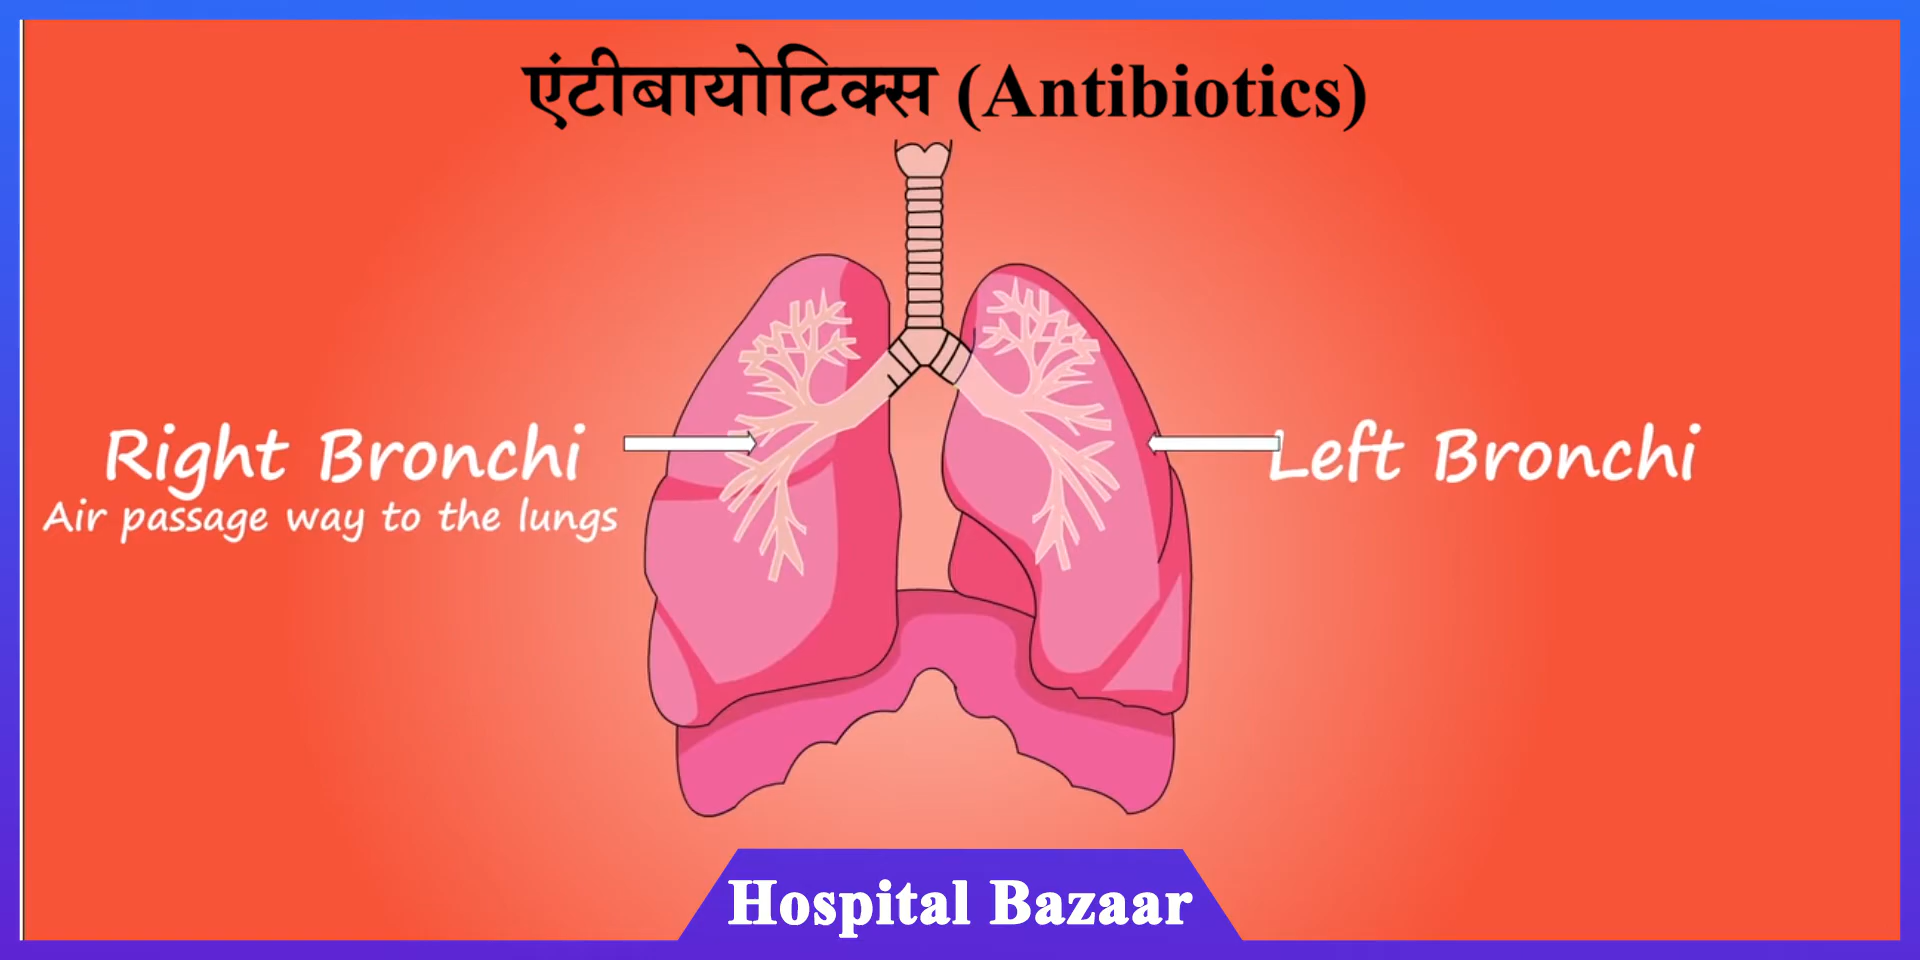 एंटीबायोटिक्स (Antibiotics)
Right Bronchi
Air passage way to the lungs
Left Bronchi
Hospital Bazaar